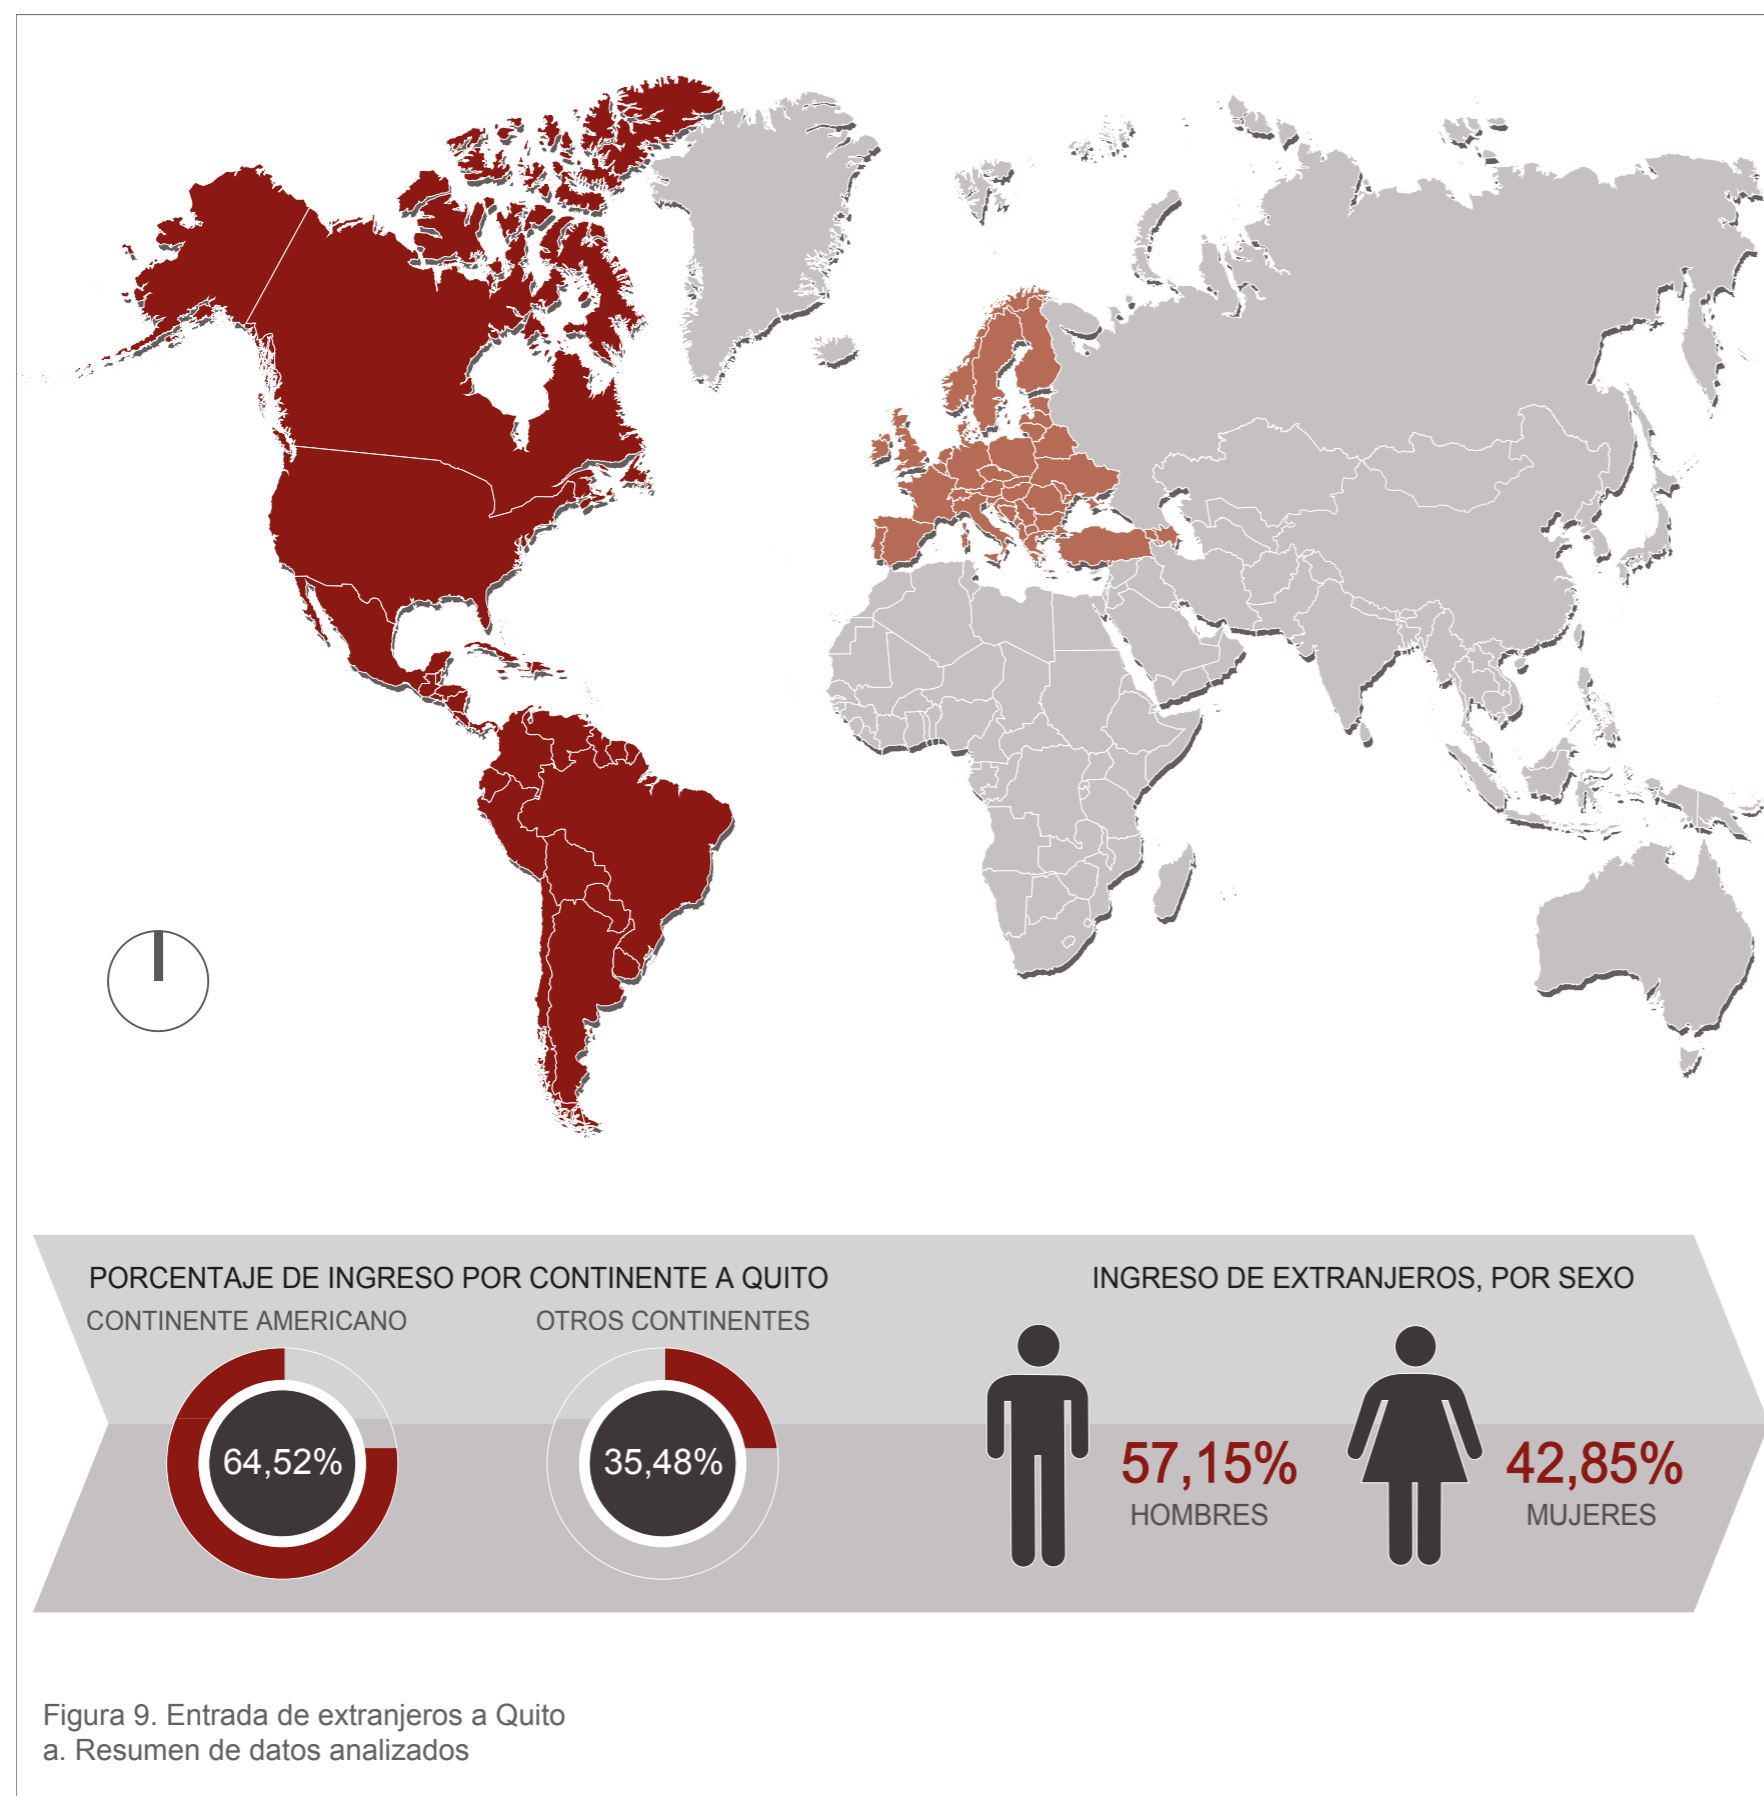 PORCENTAJE DE INGRESO POR CONTINENTE A QUITO
CONTINENTE AMERICANO
OTROS CONTINENTES
64,52%
35,48%
INGRESO DE EXTRANJEROS, POR SEXO
57,15%
HOMBRES
42,85%
MUJERES
Figura 9. Entrada de extranjeros a Quito
a. Resumen de datos analizados